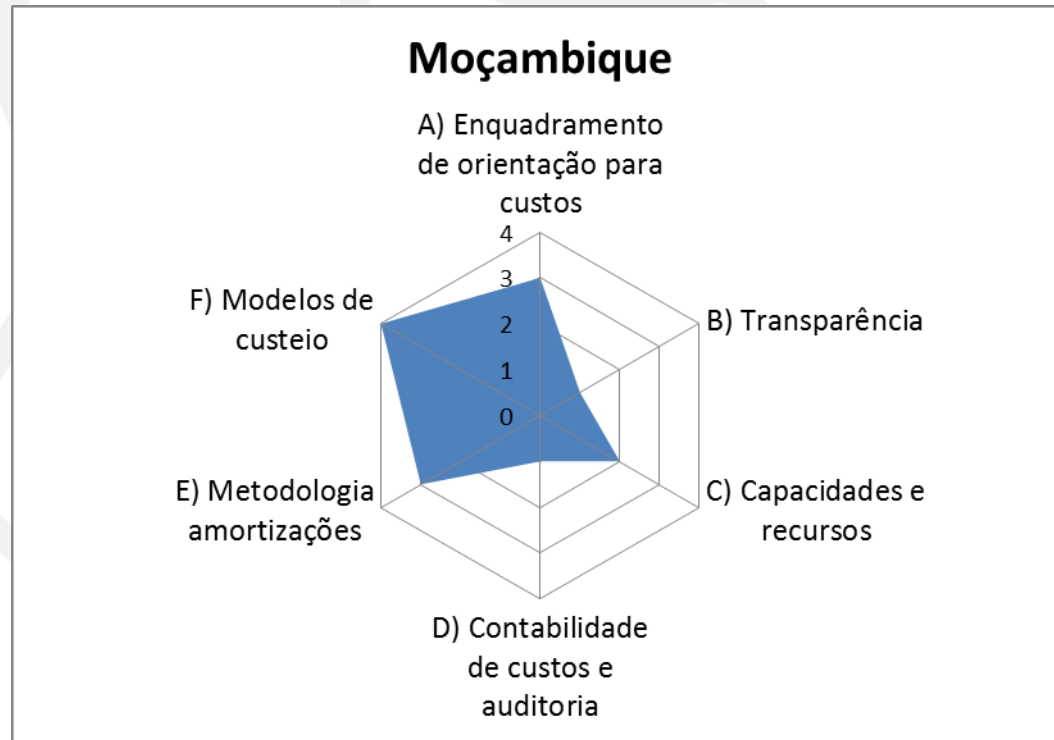 Moçambique
A) Enquadramento
de orientação para
custos
4
3
2
1
0
B) Transparência
C) Capacidades e
recursos
D) Contabilidade
de custos e
auditoria
E) Metodologia
amortizações
F) Modelos de
custeio